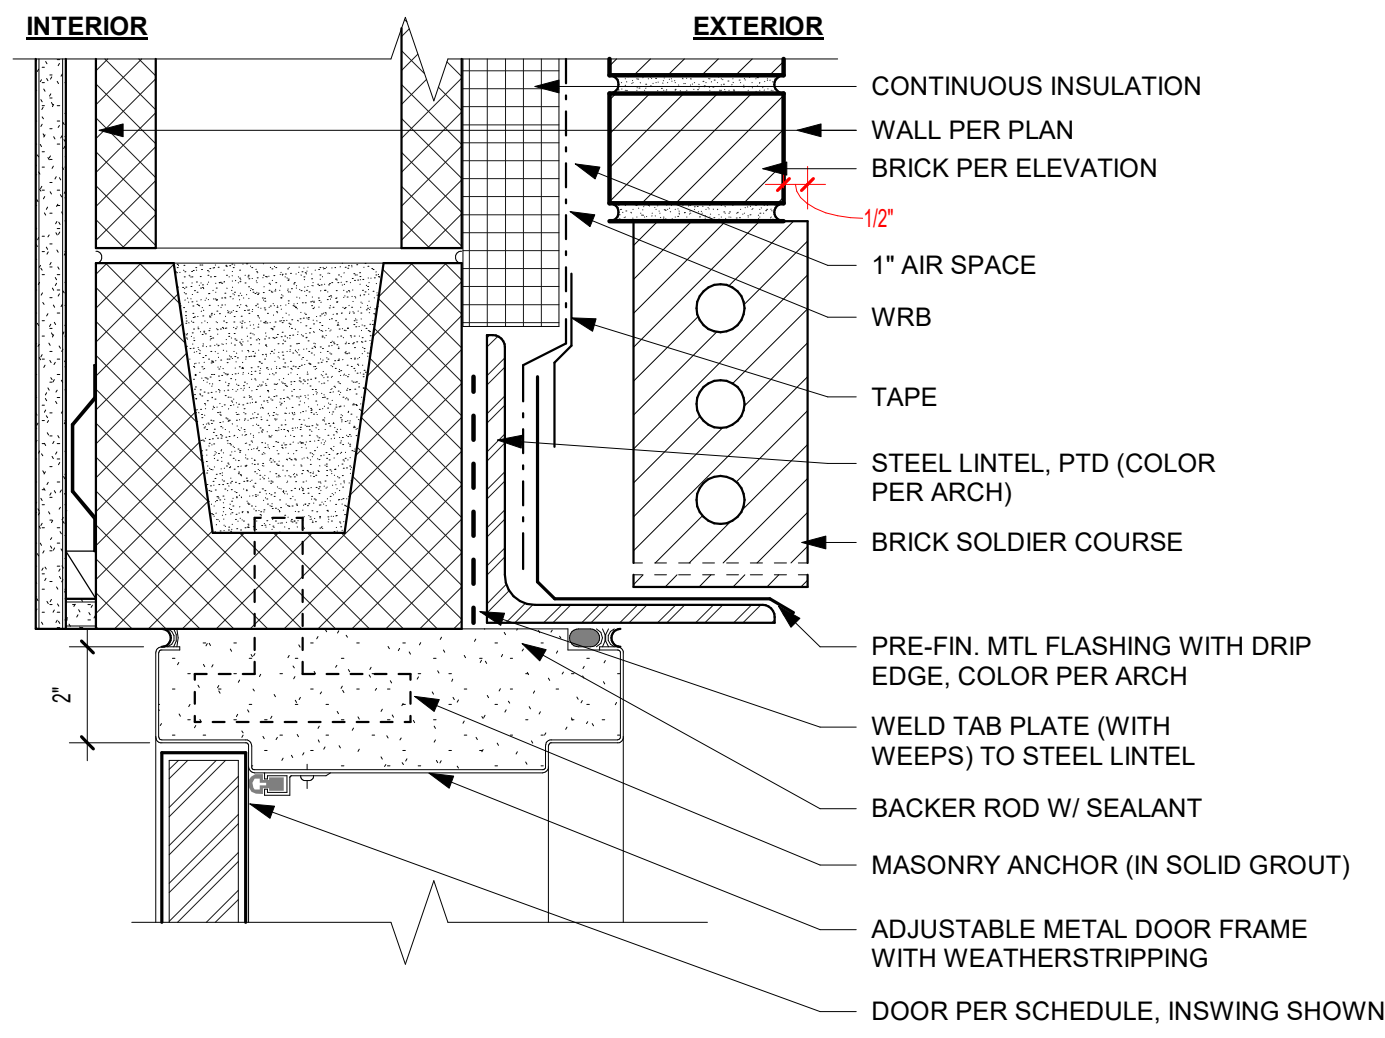 INTERIOR
EXTERIOR
CONTINUOUS INSULATION
WALL PER PLAN
BRICK PER ELEVATION
1/2"
1" AIR SPACE
WRB
TAPE
STEEL LINTEL, PTD (COLOR
PER ARCH)
BRICK SOLDIER COURSE
PRE-FIN. MTL FLASHING WITH DRIP
EDGE, COLOR PER ARCH
2"
WELD TAB PLATE (WITH
WEEPS) TO STEEL LINTEL
BACKER ROD W/ SEALANT
MASONRY ANCHOR (IN SOLID GROUT)
ADJUSTABLE METAL DOOR FRAME
WITH WEATHERSTRIPPING
DOOR PER SCHEDULE, INSWING SHOWN